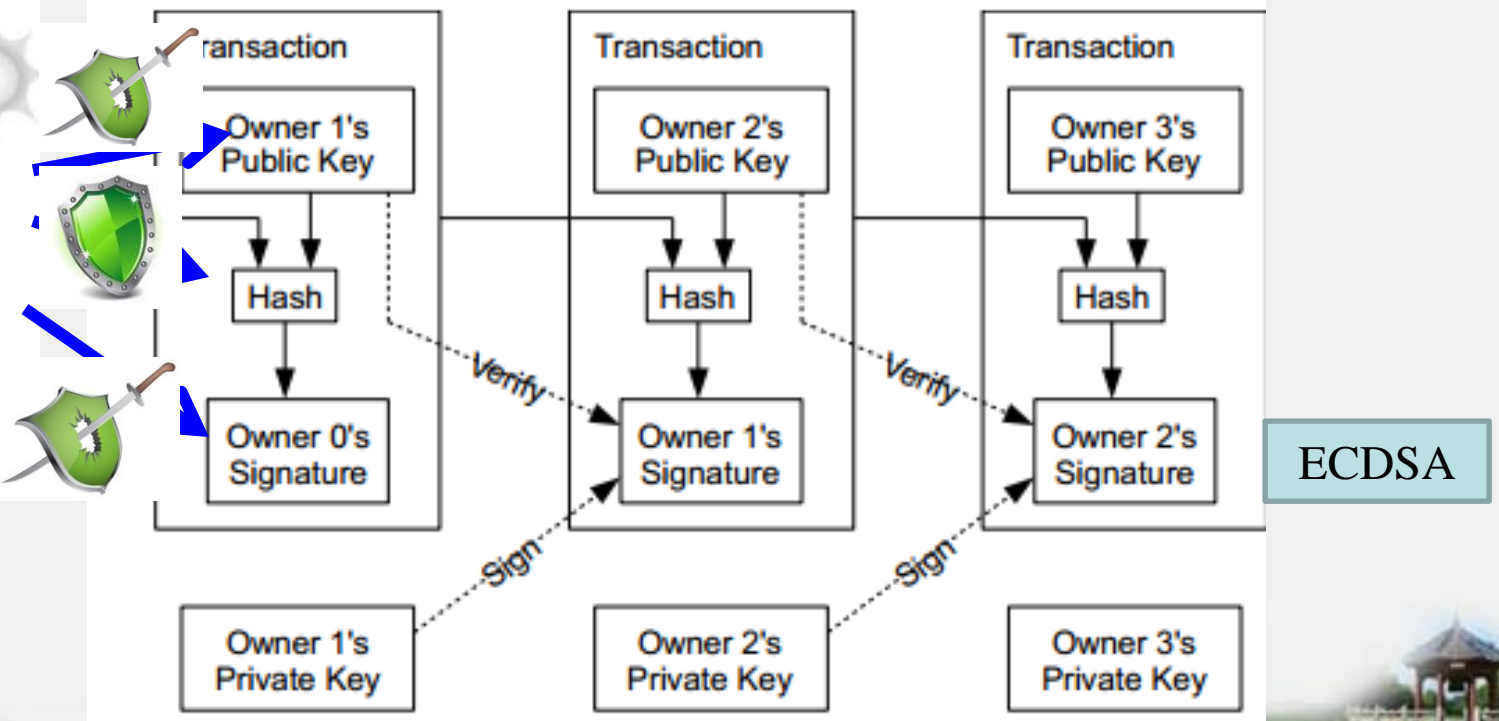 ransaction
Transaction
Transaction
Owner 1's
Public Key
Owner 2's
Public Key
Owner 3's
Public Key
Hash
Hash
Hash
Verify
Verify
Owner 0's
Signature
Owner 1's
Signature
Owner 2's
Signature
ECDSA
Sign
Sign
Owner 1's
Private Key
Owner 2's
Private Key
Owner 3's
Private Key